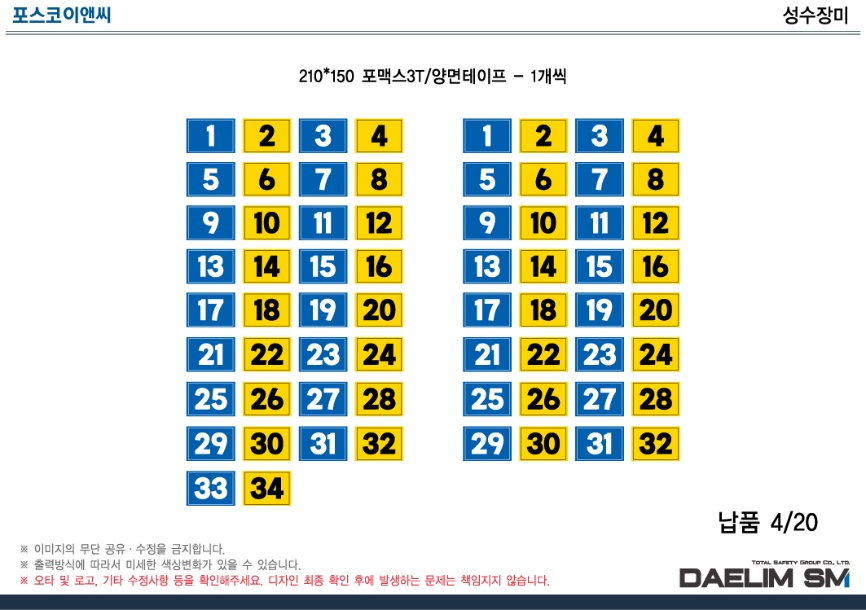 포스코이앤씨 성수장미
210*150 포맥스3T/양면테이프 - 1개씩
1 2 3 4 1 2 3 4
5 6 7 8 5 6 7 8
9 10 11 12 9 10 11 12
13 14 15 16 13 14 15 16
17 18 19 20 17 18 19 20
21 22 23 24 21 22 23 24
25 26 27 28 25 26 27 28
29 30 31 32 29 30 31 32
33 34
납품 4/20
※ 이미지의 무단 공유·수정을 금지합니다.
※ 출력방식에 따라서 미세한 색상변화가 있을 수 있습니다.
※ 오타 및 로고, 기타 수정사항 등을 확인해주세요. 디자인 최종 확인 후에 발생하는 문제는 책임지지 않습니다.
TOTAL SAFETY GROUP CO., LTD.
DAELIM SM